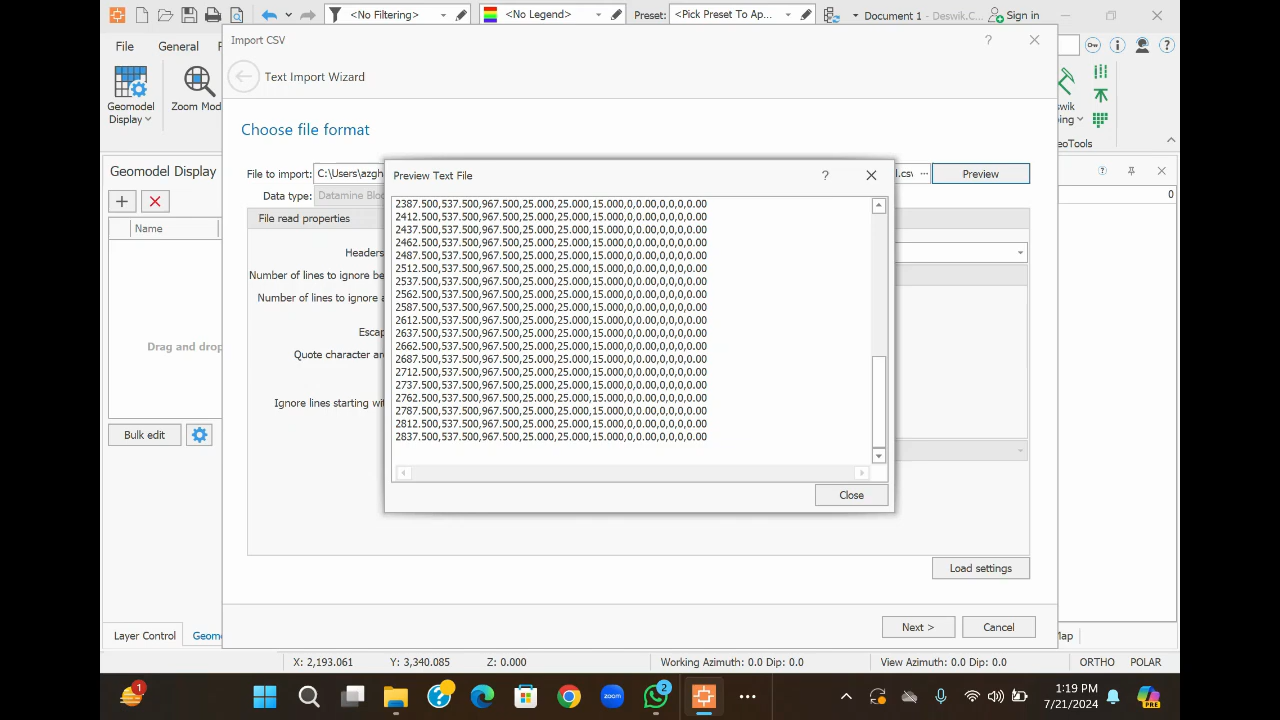 <No Filtering>
<No Legend>
Preset:
<Pick Preset To Ap...
Document 1 - Deswik.C...
Sign in
File
General
Import CSV
?
Text Import Wizard
Geomodel
Display
Zoom Mod
Choose file format
Geomodel Display
File to import:
C:\Users\azgha
l.csv
...
Preview
Data type:
Datamine Bloc
File read properties
0
Name
Headers
Number of lines to ignore be
Number of lines to ignore a
Escap
Quote character aro
Ignore lines starting wit
Drag and drop
Bulk edit
Preview Text File
?
2387.500,537.500,967.500,25.000,25.000,15.000,0,0.00,0,0,0,0.00
2412.500,537.500,967.500,25.000,25.000,15.000,0,0.00,0,0,0,0.00
2437.500,537.500,967.500,25.000,25.000,15.000,0,0.00,0,0,0,0.00
2462.500,537.500,967.500,25.000,25.000,15.000,0,0.00,0,0,0,0.00
2487.500,537.500,967.500,25.000,25.000,15.000,0,0.00,0,0,0,0.00
2512.500,537.500,967.500,25.000,25.000,15.000,0,0.00,0,0,0,0.00
2537.500,537.500,967.500,25.000,25.000,15.000,0,0.00,0,0,0,0.00
2562.500,537.500,967.500,25.000,25.000,15.000,0,0.00,0,0,0,0.00
2587.500,537.500,967.500,25.000,25.000,15.000,0,0.00,0,0,0,0.00
2612.500,537.500,967.500,25.000,25.000,15.000,0,0.00,0,0,0,0.00
2637.500,537.500,967.500,25.000,25.000,15.000,0,0.00,0,0,0,0.00
2662.500,537.500,967.500,25.000,25.000,15.000,0,0.00,0,0,0,0.00
2687.500,537.500,967.500,25.000,25.000,15.000,0,0.00,0,0,0,0.00
2712.500,537.500,967.500,25.000,25.000,15.000,0,0.00,0,0,0,0.00
2737.500,537.500,967.500,25.000,25.000,15.000,0,0.00,0,0,0,0.00
2762.500,537.500,967.500,25.000,25.000,15.000,0,0.00,0,0,0,0.00
2787.500,537.500,967.500,25.000,25.000,15.000,0,0.00,0,0,0,0.00
2812.500,537.500,967.500,25.000,25.000,15.000,0,0.00,0,0,0,0.00
2837.500,537.500,967.500,25.000,25.000,15.000,0,0.00,0,0,0,0.00
Close
Load settings
Next >
Cancel
Layer Control
Geomo
X: 2,193.061
Y: 3,340.085
Z: 0.000
Working Azimuth: 0.0 Dip: 0.0
View Azimuth: 0.0 Dip: 0.0
ORTHO
POLAR
1
zoom
2
1:19 PM
7/21/2024
PRE